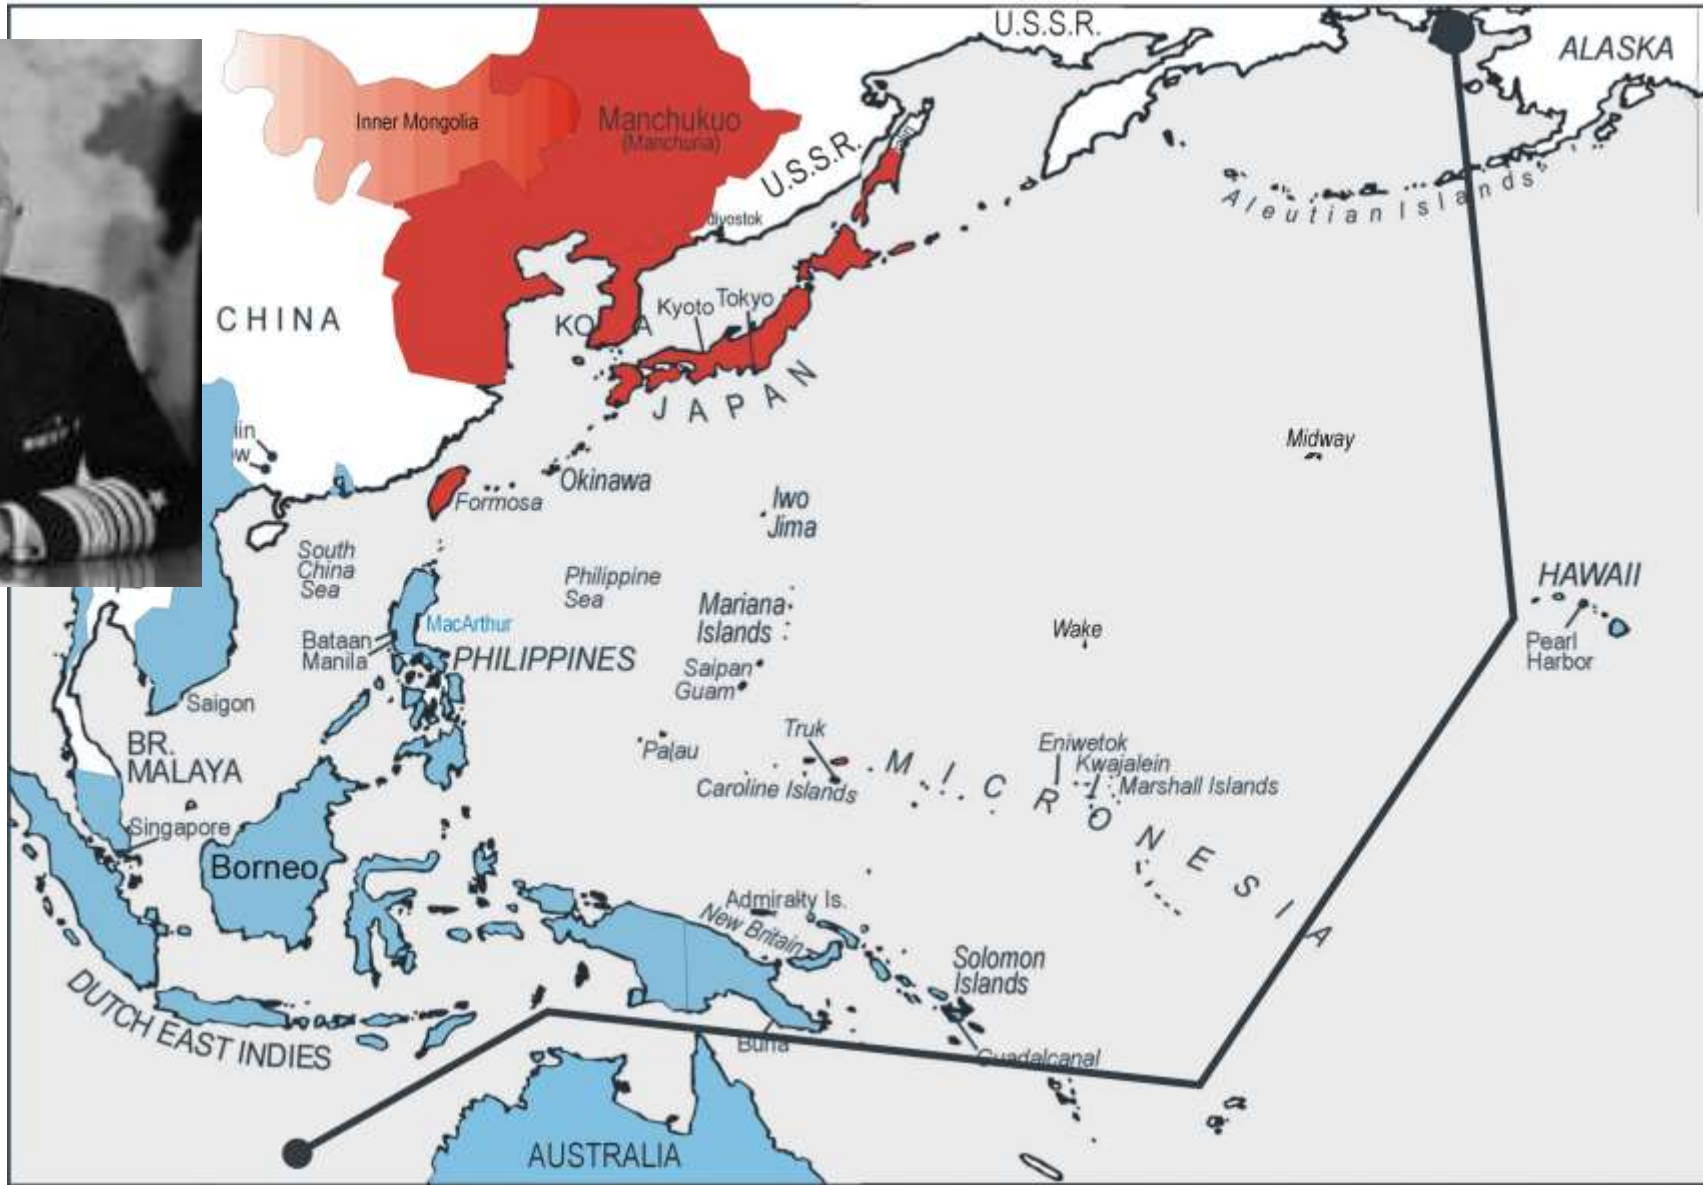 U.S.S.R.
ALASKA
Inner Mongolia
Manchukuo
(Manchuria)
U.S.S.R.
Aleutian Islands
CHINA
Kyoto
Tokyo
JAPAN
Midway
Okinawa
Formosa
Iwo
Jima
South
China
Sea
Philippine
Sea
HAWAII
Mariana
Islands
MacArthur
Bataan
Manila
PHILIPPINES
Wake
Pearl
Harbor
Saipan
Guam
Saigon
Truk
Palau
BR.
MALAYA
Eniwetok
Kwajalein
Marshall Islands
Caroline Islands
MICRONESIA
Singapore
Borneo
Admiralty Is.
New Britain
Solomon
Islands
DUTCH EAST INDIES
Buna
Guadalcanal
AUSTRALIA